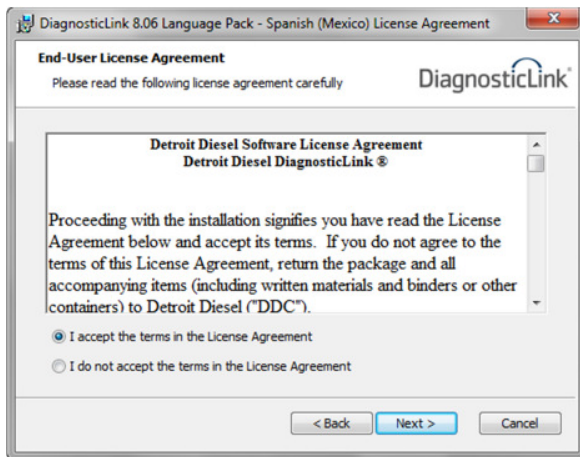 DiagnosticLink 8.06 Language Pack - Spanish (Mexico) License Agreement
End-User License Agreement
Please read the following license agreement carefully
DiagnosticLink
Detroit Diesel Software License Agreement
Detroit Diesel DiagnosticLink ®
Proceeding with the installation signifies you have read the License
Agreement below and accept its terms.  If you do not agree to the
terms of this License Agreement, return the package and all
accompanying items (including written materials and binders or other
containers) to Detroit Diesel ("DDC").
I accept the terms in the License Agreement
I do not accept the terms in the License Agreement
< Back Next > Cancel